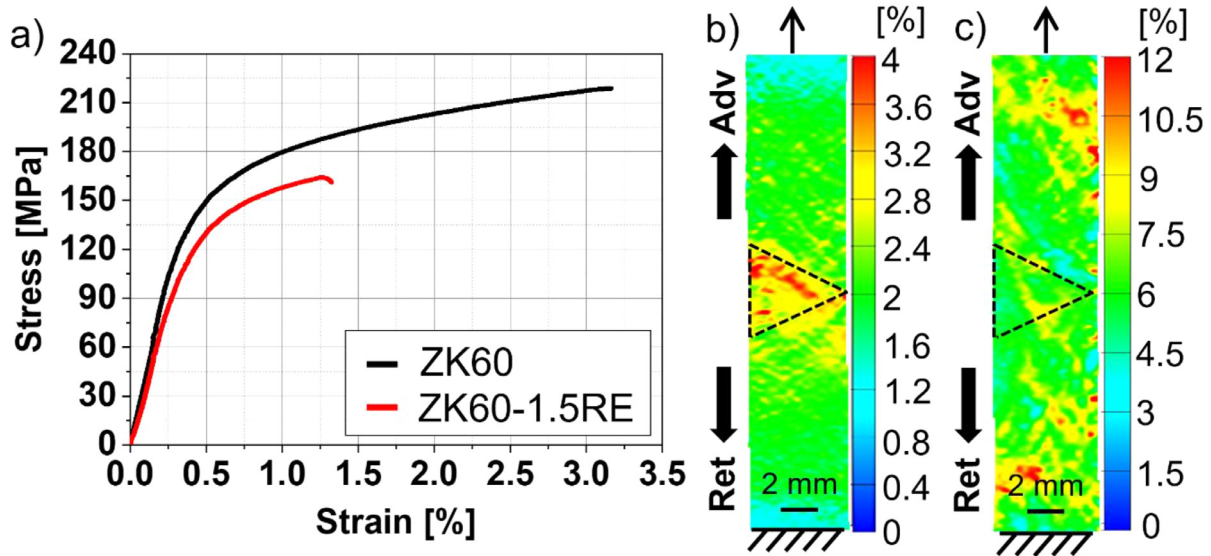 a)
240
210
180
150
120
90
60
30
0
Stress [MPa]
0.0 0.5 1.0 1.5 2.0 2.5 3.0 3.5
Strain [%]
ZK60
ZK60-1.5RE
b)
[%]
Adv
Ret
2 mm
4
3.6
3.2
2.8
2.4
2
1.6
1.2
0.8
0.4
0
c)
[%]
Adv
Ret
2 mm
12
10.5
9
7.5
6
4.5
3
1.5
0